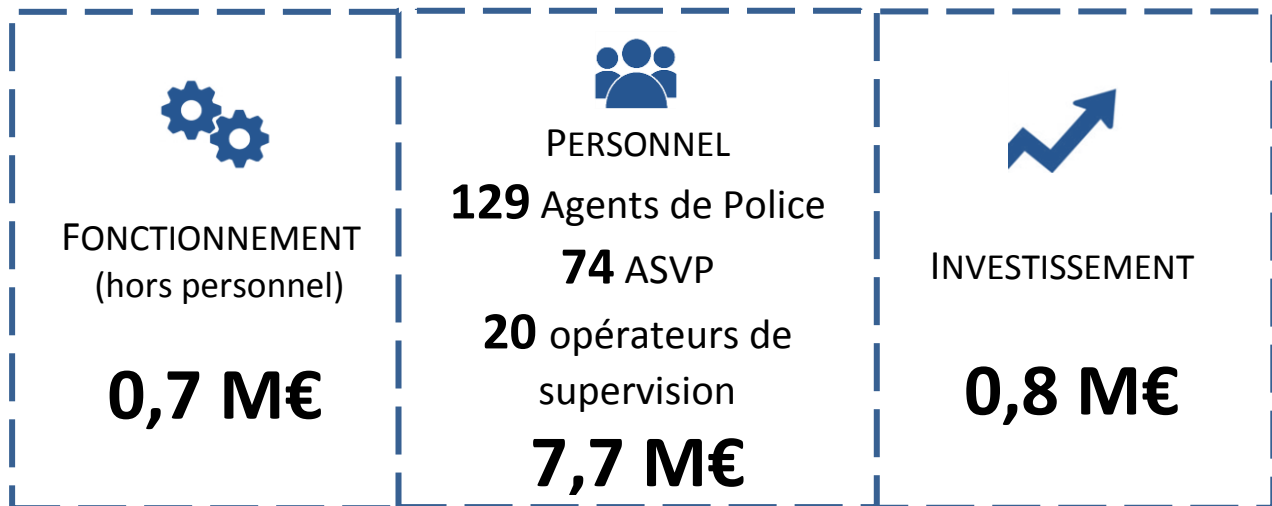 FONCTIONNEMENT
(hors personnel)
0,7 M€
PERSONNEL
129 Agents de Police
74 ASVP
20 opérateurs de
supervision
7,7 M€
INVESTISSEMENT
0,8 M€